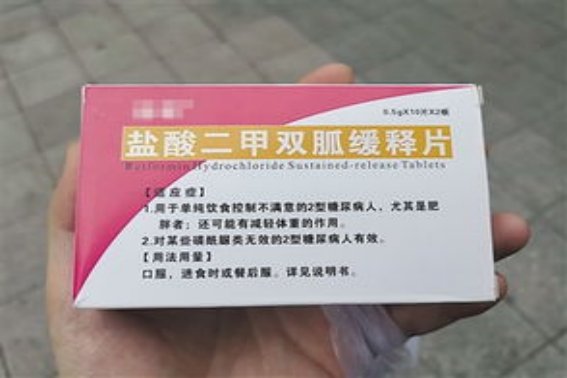 0.5gX10片X2板
盐酸二甲双胍缓释片
Metformin Hydrochloride Sustained-release Tablets
【适应症】
1.用于单纯饮食控制不满意的2型糖尿病人，尤其是肥
胖者；还可能有减轻体重的作用。
2.对某些磺酰脲类无效的2型糖尿病人有效。
【用法用量】
口服，进食时或餐后服。详见说明书。